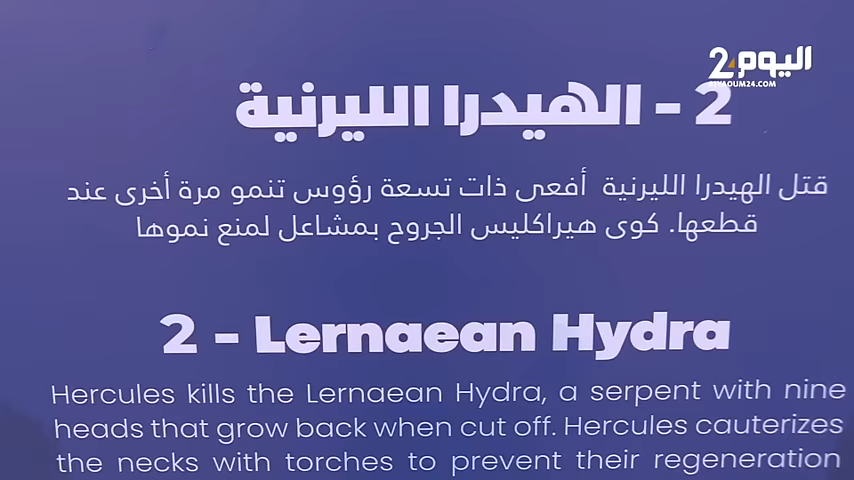 اليوم 24
ALYAOUM24.COM
2 - الهيدرا الليرنية
قتل الهيدرا الليرنية أفعى ذات تسعة رؤوس تنمو مرة أخرى عند
قطعها. كوى هيراكليس الجروح بمشاعل لمنع نموها
2 - Lernaean Hydra
Hercules kills the Lernaean Hydra, a serpent with nine
heads that grow back when cut off. Hercules cauterizes
the necks with torches to prevent their regeneration